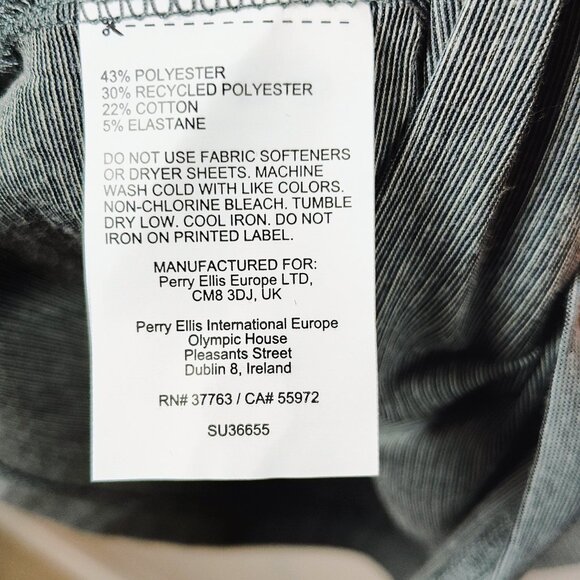 43% POLYESTER
30% RECYCLED POLYESTER
22% COTTON
5% ELASTANE
DO NOT USE FABRIC SOFTENERS
OR DRYER SHEETS. MACHINE
WASH COLD WITH LIKE COLORS.
NON-CHLORINE BLEACH. TUMBLE
DRY LOW. COOL IRON. DO NOT
IRON ON PRINTED LABEL.
MANUFACTURED FOR:
Perry Ellis Europe LTD,
CM8 3DJ, UK
Perry Ellis International Europe
Olympic House
Pleasants Street
Dublin 8, Ireland
RN# 37763 / CA# 55972
SU36655